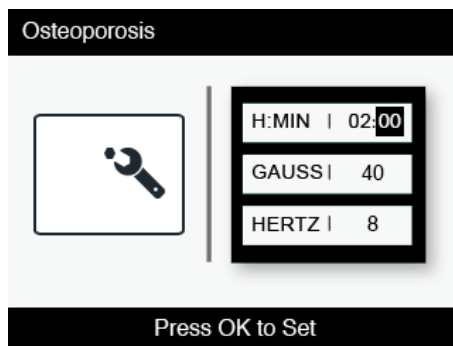 Osteoporosis
H:MIN | 02:00
GAUSS | 40
HERTZ | 8
Press OK to Set